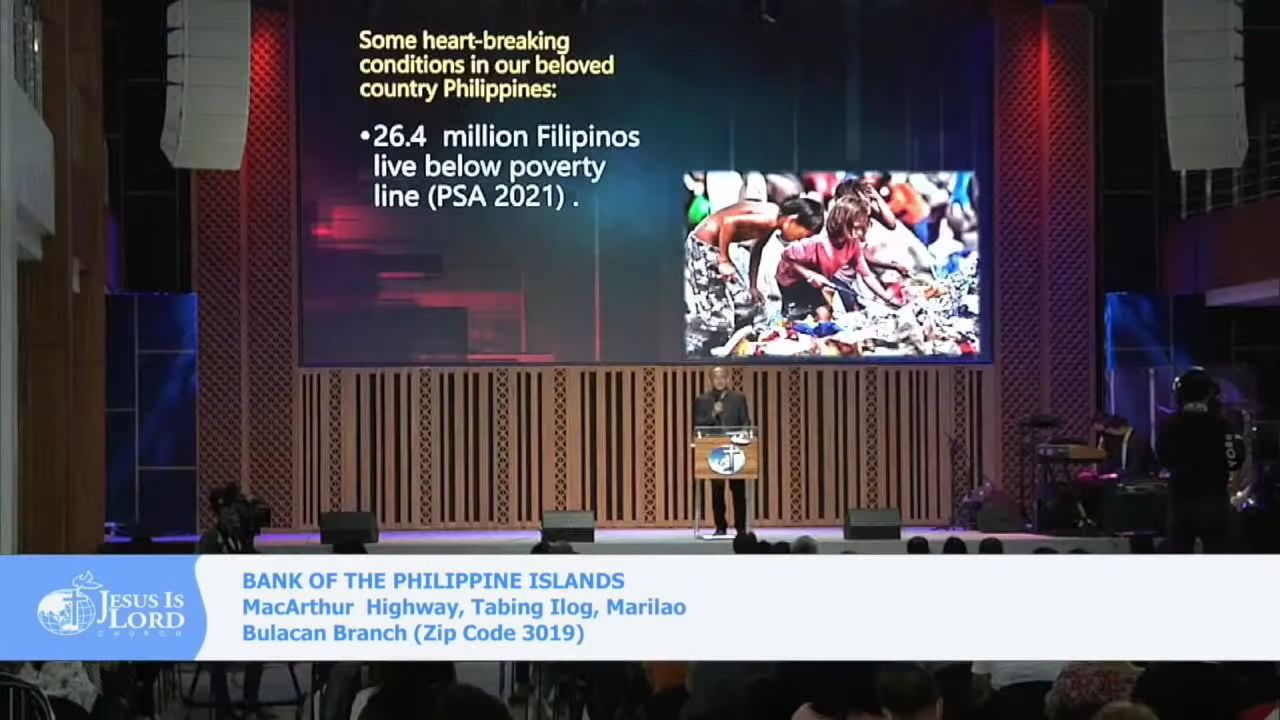 Some heart-breaking
conditions in our beloved
country Philippines:
•26.4 million Filipinos
live below poverty
line (PSA 2021) .
YORK
BANK OF THE PHILIPPINE ISLANDS
MacArthur Highway, Tabing Ilog, Marilao
Bulacan Branch (Zip Code 3019)
JESUS IS
LORD
CHURCH